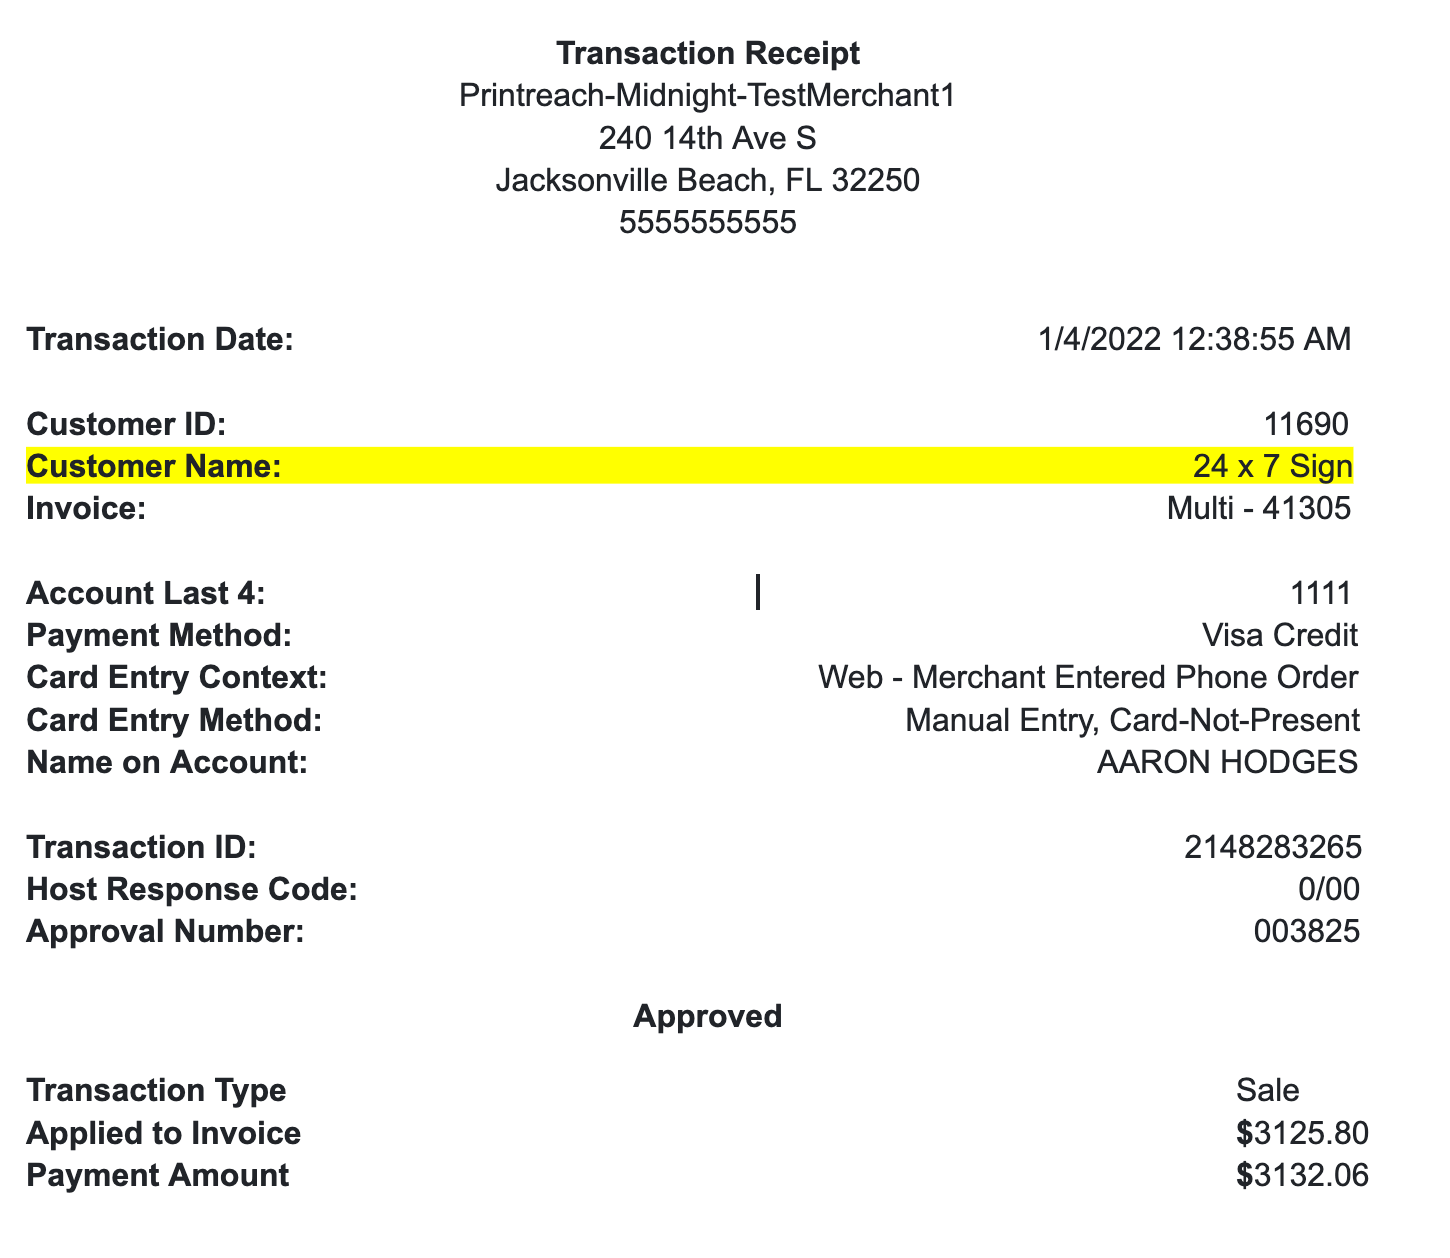 Transaction Receipt
Printreach-Midnight-TestMerchant1
240 14th Ave S
Jacksonville Beach, FL 32250
5555555555
Transaction Date: 1/4/2022 12:38:55 AM
Customer ID: 11690
Customer Name: 24 x 7 Sign
Invoice: Multi - 41305
Account Last 4: 1111
Payment Method: Visa Credit
Card Entry Context: Web - Merchant Entered Phone Order
Card Entry Method: Manual Entry, Card-Not-Present
Name on Account: AARON HODGES
Transaction ID: 2148283265
Host Response Code: 0/00
Approval Number: 003825
Approved
Transaction Type Sale
Applied to Invoice $3125.80
Payment Amount $3132.06